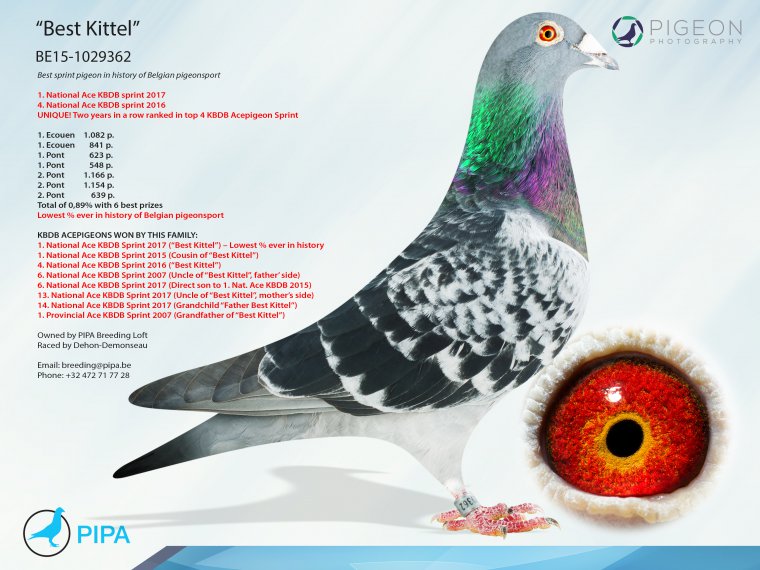 “Best Kittel”
BE15-1029362
Best sprint pigeon in history of Belgian pigeonsport
1. National Ace KBDB sprint 2017
4. National Ace KBDB sprint 2016
UNIQUE! Two years in a row ranked in top 4 KBDB Acepigeon Sprint
1. Ecouen 1.082 p.
1. Ecouen 841 p.
1. Pont 623 p.
1. Pont 548 p.
2. Pont 1.166 p.
2. Pont 1.154 p.
2. Pont 639 p.
Total of 0,89% with 6 best prizes
Lowest % ever in history of Belgian pigeonsport
KBDB ACEPIGEONS WON BY THIS FAMILY:
1. National Ace KBDB Sprint 2017 (“Best Kittel”) – Lowest % ever in history
1. National Ace KBDB Sprint 2015 (Cousin of “Best Kittel”)
4. National Ace KBDB Sprint 2016 (“Best Kittel”)
6. National Ace KBDB Sprint 2007 (Uncle of “Best Kittel”, father’ side)
6. National Ace KBDB Sprint 2017 (Direct son to 1. Nat. Ace KBDB 2015)
13. National Ace KBDB Sprint 2017 (Uncle of “Best Kittel”, mother’s side)
14. National Ace KBDB Sprint 2017 (Grandchild “Father Best Kittel”)
1. Provincial Ace KBDB Sprint 2007 (Grandfather of “Best Kittel”)
Owned by PIPA Breeding Loft
Raced by Dehon-Demonseau
Email: breeding@pipa.be
Phone: +32 472 71 77 28
PIGEON
PHOTOGRAPHY
PIPA